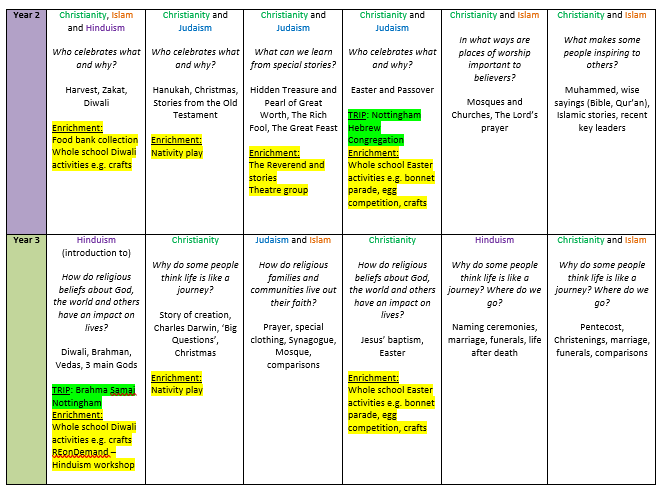 Year 2
Christianity, Islam
and Hinduism
Who celebrates what
and why?
Harvest, Zakat,
Diwali
Enrichment:
Food bank collection
Whole school Diwali
activities e.g. crafts
Christianity and
Judaism
Who celebrates what
and why?
Hanukah, Christmas,
Stories from the Old
Testament
Enrichment:
Nativity play
Christianity and
Judaism
What can we learn
from special stories?
Hidden Treasure and
Pearl of Great
Worth, The Rich
Fool, The Great Feast
Enrichment:
The Reverend and
stories
Theatre group
Christianity and
Judaism
Who celebrates what
and why?
Easter and Passover
TRIP: Nottingham
Hebrew
Congregation
Enrichment:
Whole school Easter
activities e.g. bonnet
parade, egg
competition, crafts
Christianity and Islam
In what ways are
places of worship
important to
believers?
Mosques and
Churches, The Lord's
prayer
Christianity and Islam
What makes some
people inspiring to
others?
Muhammed, wise
sayings (Bible, Qur'an),
Islamic stories, recent
key leaders
Year 3
Hinduism
(introduction to)
How do religious
beliefs about God,
the world and others
have an impact on
lives?
Diwali, Brahman,
Vedas, 3 main Gods
TRIP: Brahma Samaj
Nottingham
Enrichment:
Whole school Diwali
activities e.g. crafts
REonDemand –
Hinduism workshop
Christianity
Why do some people
think life is like a
journey?
Story of creation,
Charles Darwin, 'Big
Questions',
Christmas
Enrichment:
Nativity play
Judaism and Islam
How do religious
families and
communities live out
their faith?
Prayer, special
clothing, Synagogue,
Mosque,
comparisons
Christianity
How do religious
beliefs about God,
the world and others
have an impact on
lives?
Jesus' baptism,
Easter
Enrichment:
Whole school Easter
activities e.g. bonnet
parade, egg
competition, crafts
Hinduism
Why do some people
think life is like a
journey? Where do we
go?
Naming ceremonies,
marriage, funerals, life
after death
Christianity and Islam
Why do some people
think life is like a
journey? Where do we
go?
Pentecost,
Christenings, marriage,
funerals, comparisons